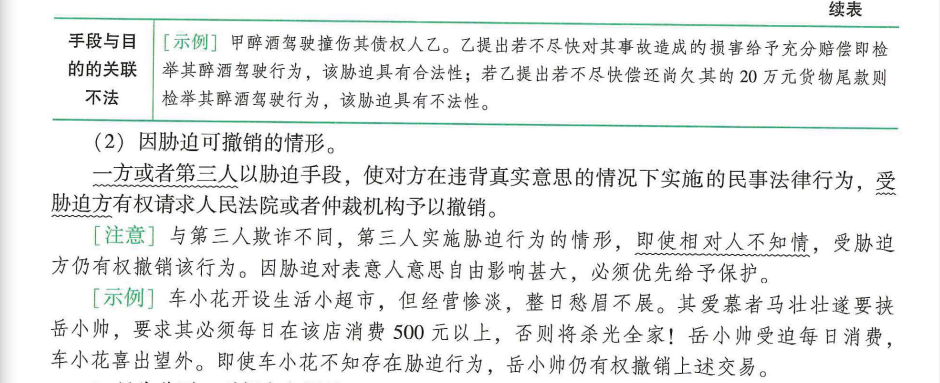 续表
手段与目
的的关联
不法
[示例] 甲醉酒驾驶撞伤其债权人乙。乙提出若不尽快对其事故造成的损害给予充分赔偿即检
举其醉酒驾驶行为，该胁迫具有合法性；若乙提出若不尽快偿还尚欠其的 20 万元货物尾款则
检举其醉酒驾驶行为，该胁迫具有不法性。
（2）因胁迫可撤销的情形。
一方或者第三人以胁迫手段，使对方在违背真实意思的情况下实施的民事法律行为，受
胁迫方有权请求人民法院或者仲裁机构予以撤销。
[注意] 与第三人欺诈不同，第三人实施胁迫行为的情形，即使相对人不知情，受胁迫
方仍有权撤销该行为。因胁迫对表意人意思自由影响甚大，必须优先给予保护。
[示例] 车小花开设生活小超市，但经营惨淡，整日愁眉不展。其爱慕者马壮壮遂要挟
岳小帅，要求其必须每日在该店消费 500 元以上，否则将杀光全家！岳小帅受迫每日消费，
车小花喜出望外。即使车小花不知存在胁迫行为，岳小帅仍有权撤销上述交易。